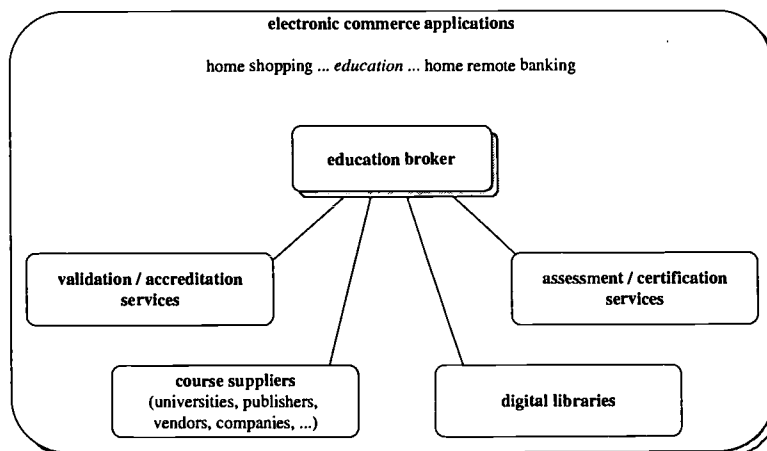 electronic commerce applications
home shopping ... education ... home remote banking
education broker
validation / accreditation
services
assessment / certification
services
course suppliers
(universities, publishers,
vendors, companies, ...)
digital libraries